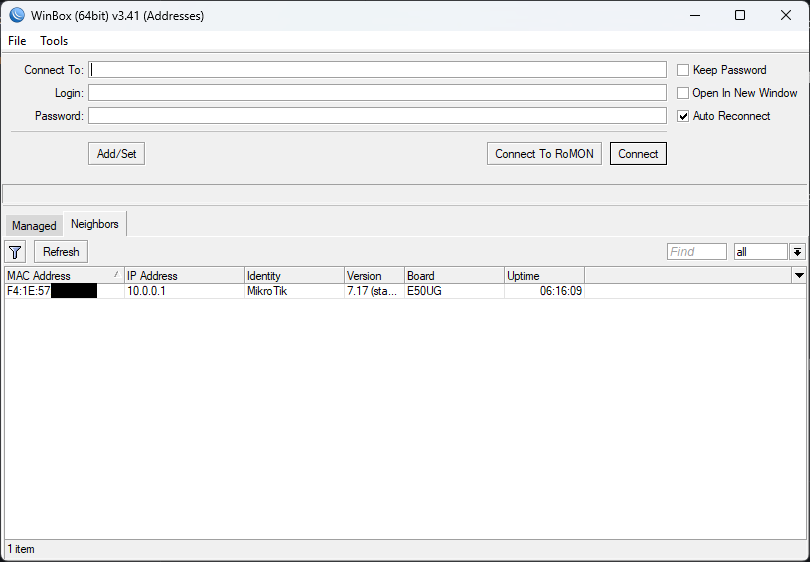 WinBox (64bit) v3.41 (Addresses)
File Tools
Connect To:
Keep Password
Login:
Open In New Window
Password:
Auto Reconnect
Add/Set
Connect To RoMON
Connect
Managed
Neighbors
Refresh
Find
all
MAC Address IP Address Identity Version Board Uptime
F4:1E:57 10.0.0.1 MikroTik 7.17 (sta... E50UG 06:16:09
1 item